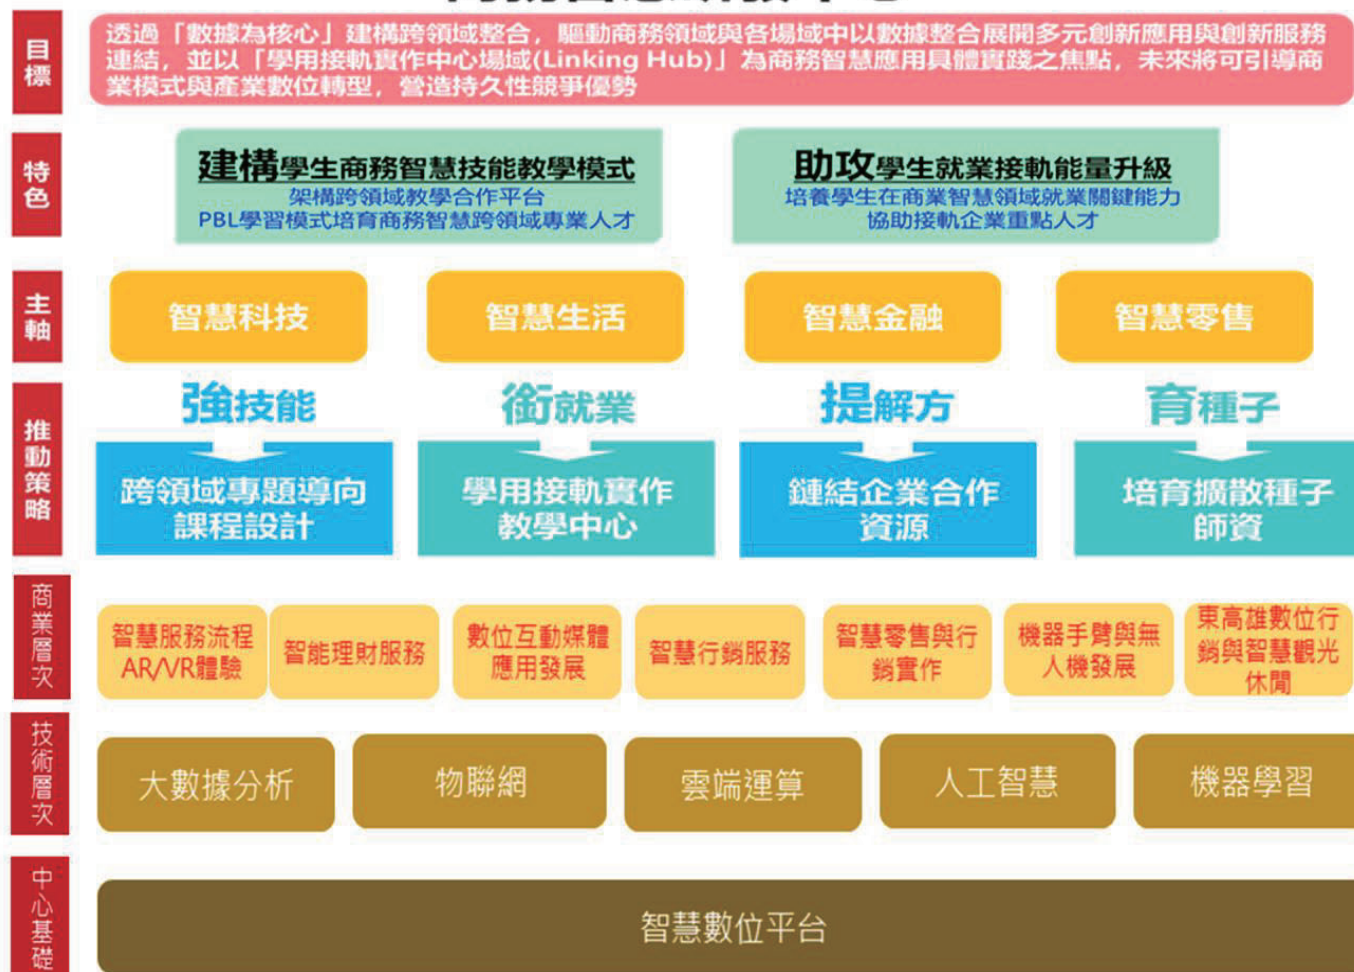 目標
透過「數據為核心」建構跨領域整合，驅動商務領域與各場域中以數據整合展開多元創新應用與創新服務
連結，並以「學用接軌實作中心場域(Linking Hub)」為商務智慧應用具體實踐之焦點，未來將可引導商
業模式與產業數位轉型，營造持久性競爭優勢
特色
建構學生商務智慧技能教學模式
架構跨領域教學合作平台
PBL學習模式培育商務智慧跨領域專業人才
助攻學生就業接軌能量升級
培養學生在商業智慧領域就業關鍵能力
協助接軌企業重點人才
主軸
智慧科技
智慧生活
智慧金融
智慧零售
推動策略
強技能
銜就業
提解方
育種子
跨領域專題導向
課程設計
學用接軌實作
教學中心
鏈結企業合作
資源
培育擴散種子
師資
商業層次
智慧服務流程
AR/VR體驗
智能理財服務
數位互動媒體
應用發展
智慧行銷服務
智慧零售與行
銷實作
機器手臂與無
人機發展
東高雄數位行
銷與智慧觀光
休閒
技術層次
大數據分析
物聯網
雲端運算
人工智慧
機器學習
中心基礎
智慧數位平台